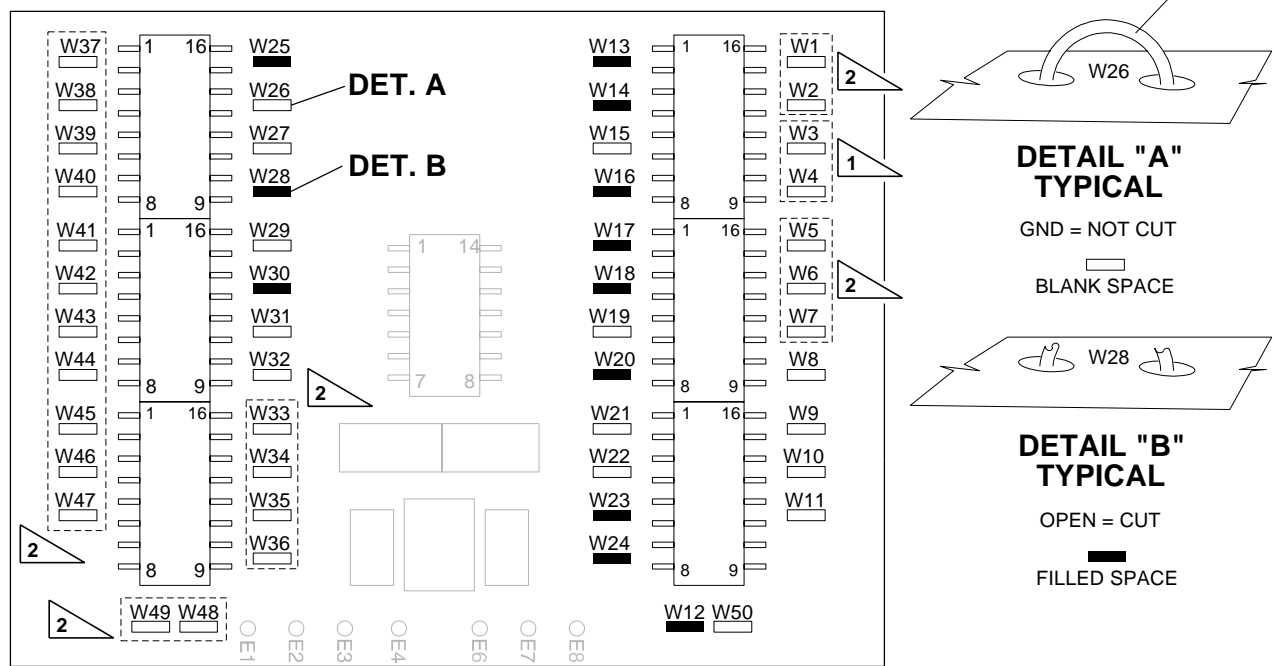 W37 1 16 W25 W13 1 16 W1
W38 W26 DET. A W14 W2 2
W39 W27 W15 W3
W40 W28 DET. B W16 W4 1
8 9 8 9
W41 1 16 W29 1 14 W17 1 16 W5
W42 W30 W18 W6 2
W43 W31 W19 W7
W44 W32 W20 W8
8 9 2 7 8 8 9
W45 1 16 W33 W21 1 16 W9
W46 W34 W22 W10
W47 W35 W23 W11
2 W36 W24
8 9 8 9
2 W49 W48 W12 W50
E1 E2 E3 E4 E6 E7 E8
W26
DETAIL "A"
TYPICAL
GND = NOT CUT
BLANK SPACE
W28
DETAIL "B"
TYPICAL
OPEN = CUT
FILLED SPACE